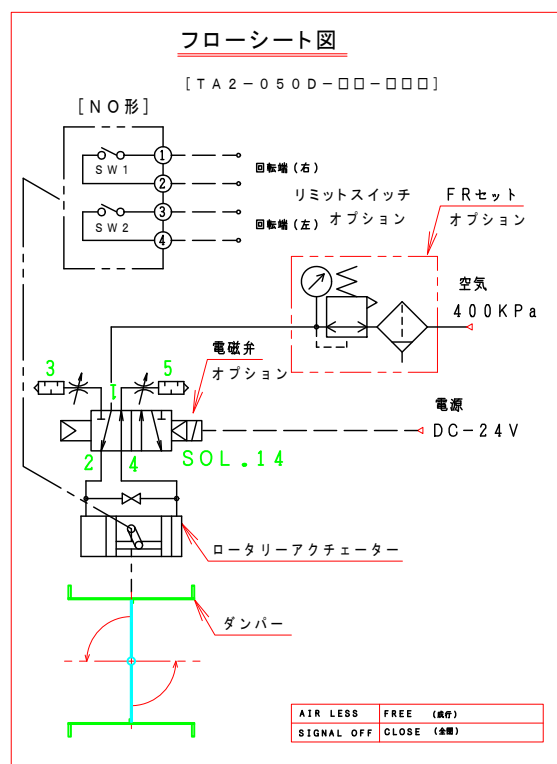 フローシート図
[TA2-050D-□□-□□□]
[NO形]
1
SW1
2
回転端(右)
3
SW2
4
回転端(左)
リミットスイッチ
オプション
FRセット
オプション
空気
400KPa
電磁弁
オプション
3
1
5
電源
DC-24V
2
4
SOL.14
ロータリーアクチェーター
ダンパー
AIR LESS FREE (成行)
SIGNAL OFF CLOSE (全閉)